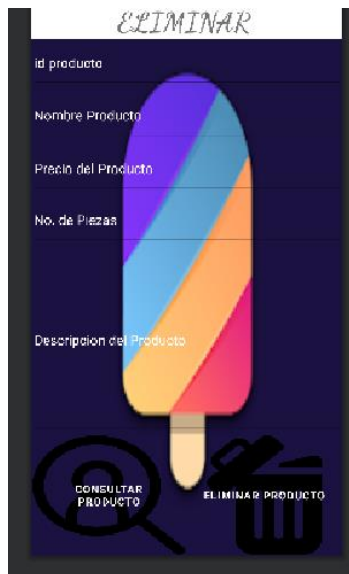 ELIMINAR
id producto
Nombre Producto
Precio del Producto
No. de Piezas
Descripcion del Producto
CONSULTAR
PRODUCTO
ELIMINAR PRODUCTO